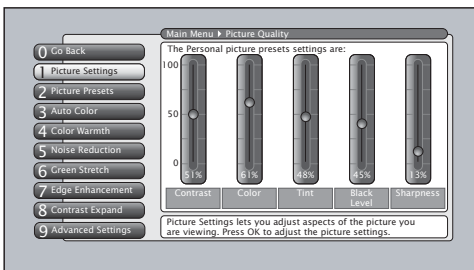 Main Menu Picture Quality
0 Go Back
1 Picture Settings
2 Picture Presets
3 Auto Color
4 Color Warmth
5 Noise Reduction
6 Green Stretch
7 Edge Enhancement
8 Contrast Expand
9 Advanced Settings
The Personal picture presets settings are:
100
50
0
51% 61% 48% 45% 13%
Contrast Color Tint Black Level Sharpness
Picture Settings lets you adjust aspects of the picture you
are viewing. Press OK to adjust the picture settings.